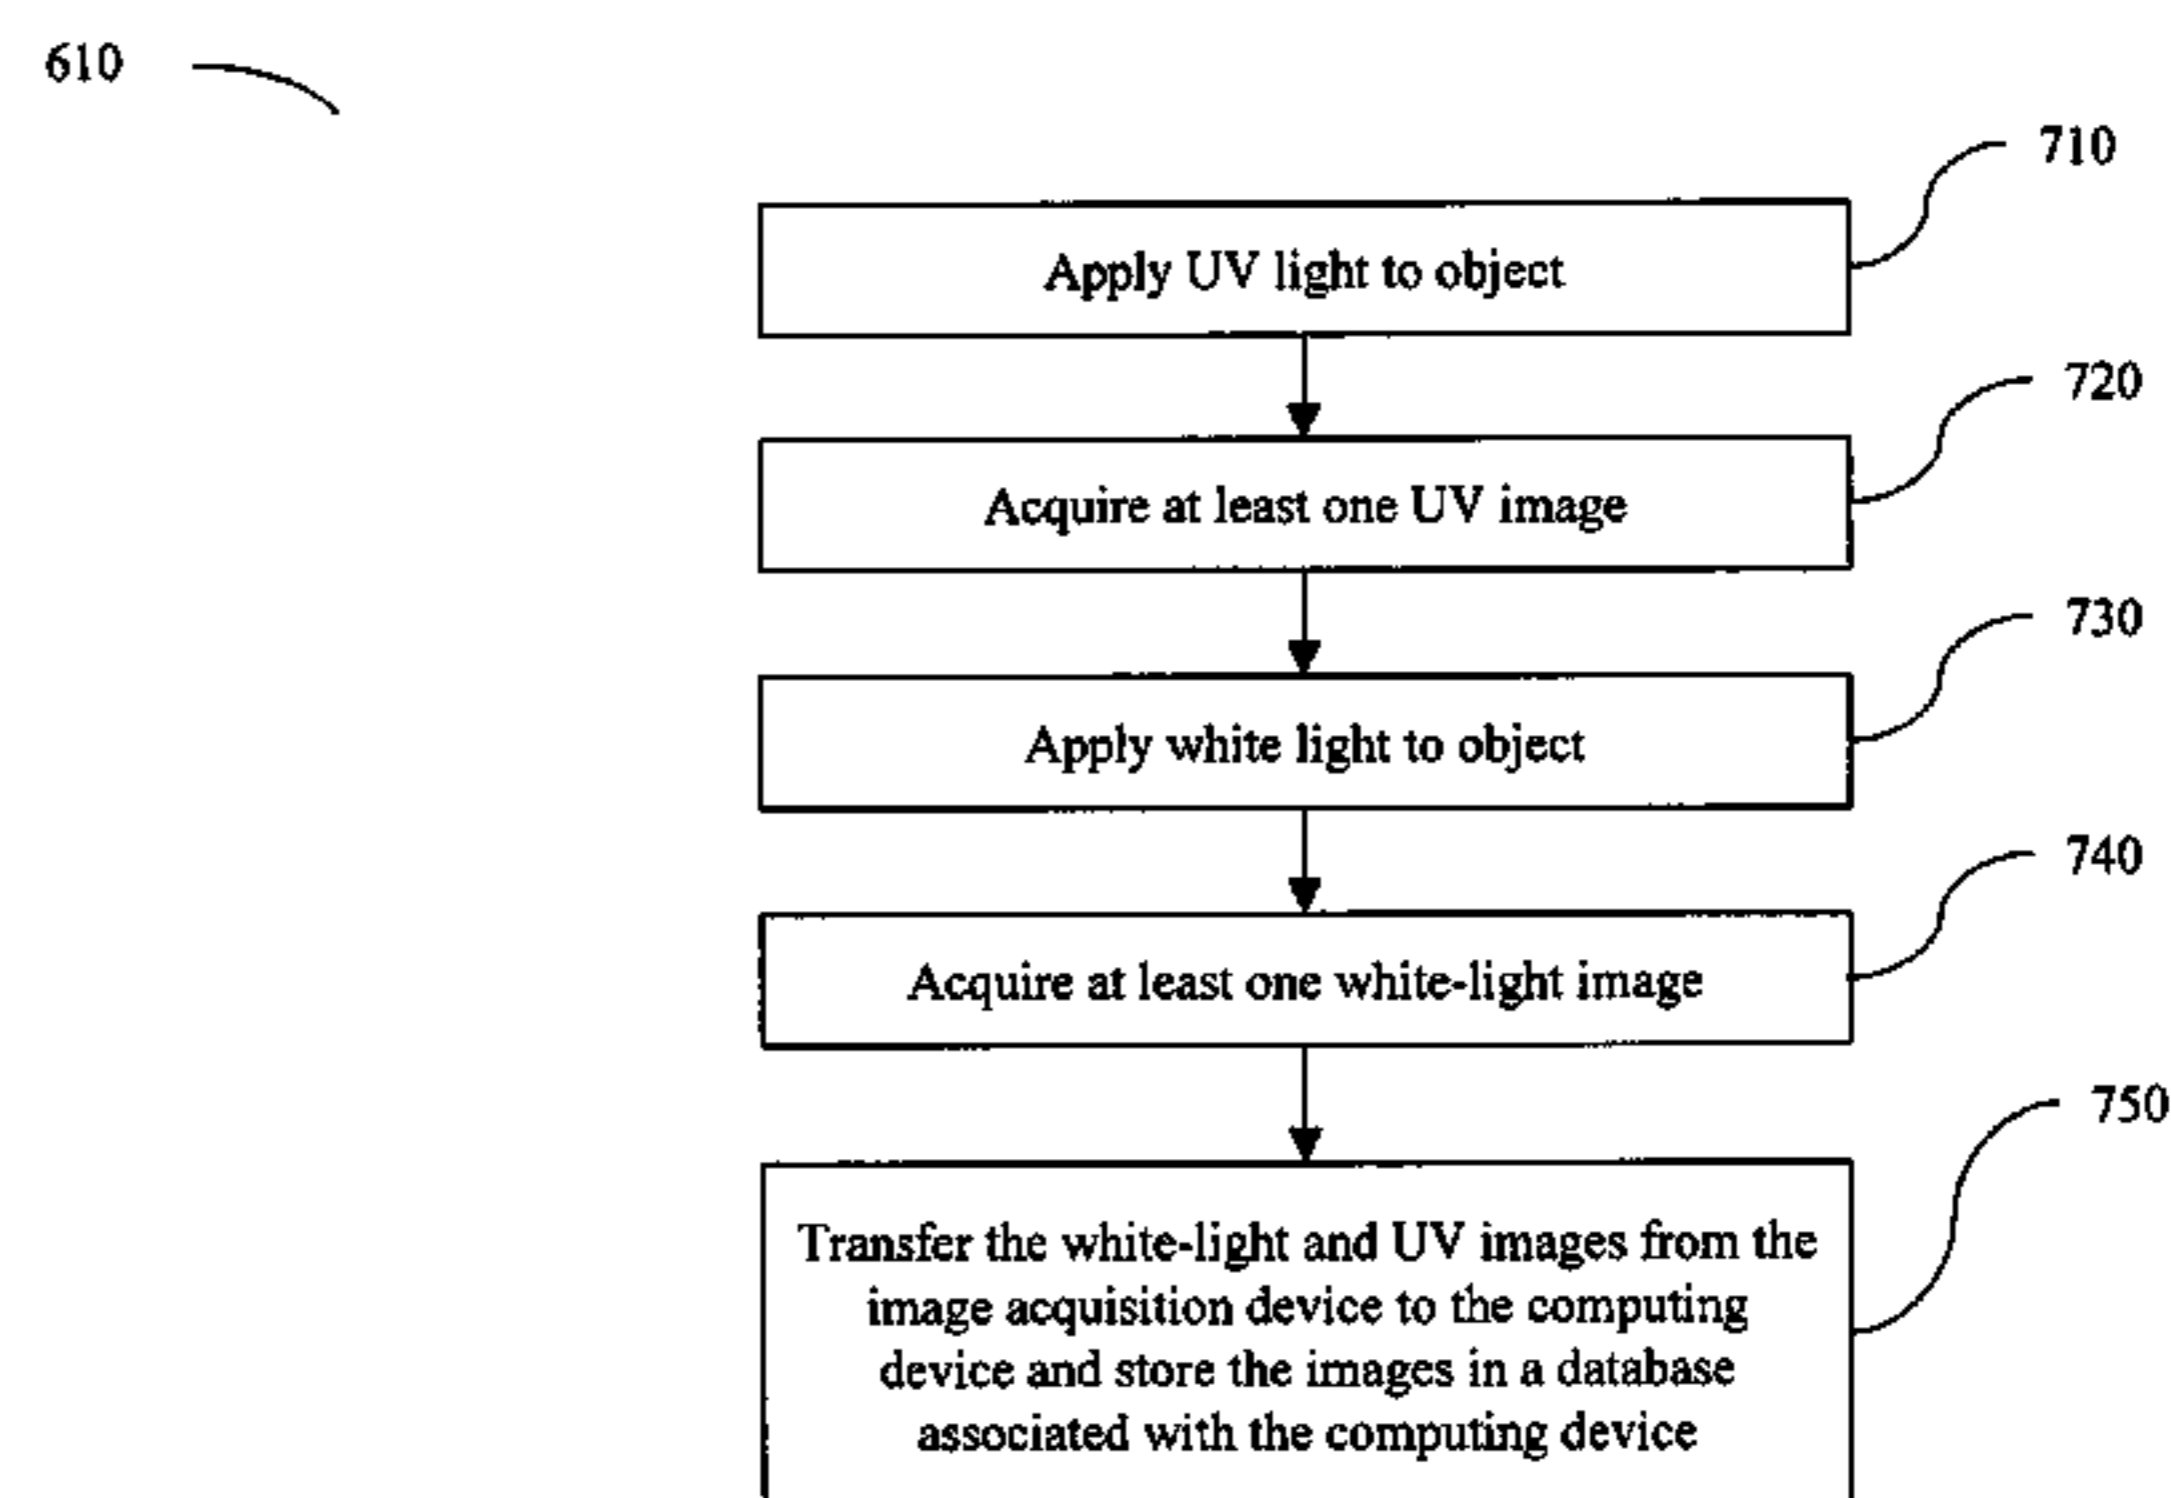 610
710
Apply UV light to object
720
Acquire at least one UV image
730
Apply white light to object
740
Acquire at least one white-light image
750
Transfer the white-light and UV images from the
image acquisition device to the computing
device and store the images in a database
associated with the computing device